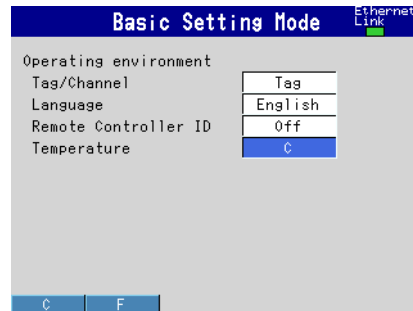 Basic Setting Mode
Ethernet
Link
Operating environment
Tag/Channel Tag
Language English
Remote Controller ID Off
Temperature C
C F